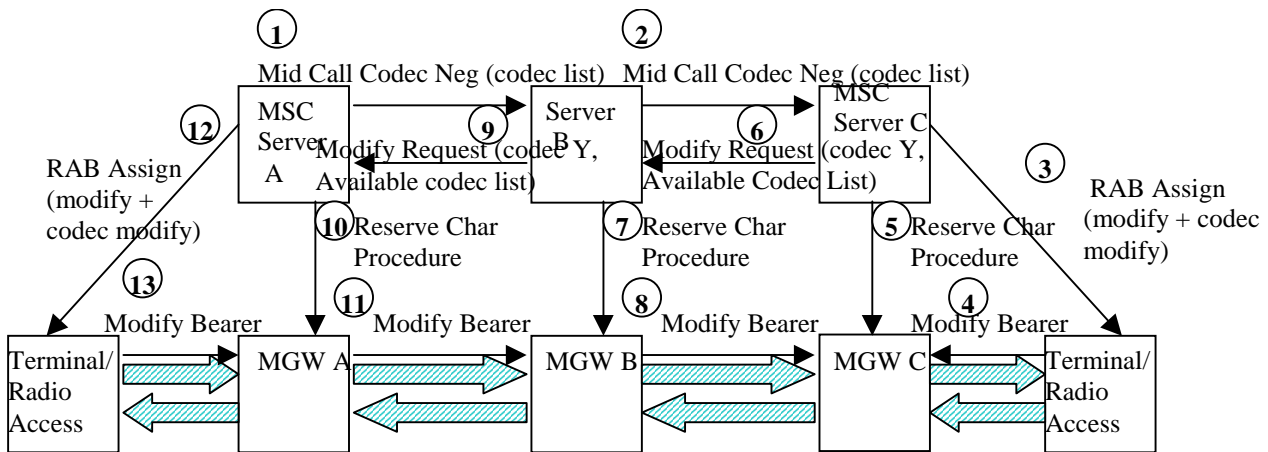 1
2
Mid Call Codec Neg (codec list)
Mid Call Codec Neg (codec list)
MSC
Server
A
Server
B
MSC
Server C
12
9
6
3
Modify Request (codec Y,
Available codec list)
Modify Request (codec Y,
Available Codec List)
RAB Assign
(modify +
codec modify)
RAB Assign
(modify + codec
modify)
10
Reserve Char
Procedure
7
Reserve Char
Procedure
5
Reserve Char
Procedure
13
11
8
4
Modify Bearer
Modify Bearer
Modify Bearer
Modify Bearer
Terminal/
Radio
Access
MGW A
MGW B
MGW C
Terminal/
Radio
Access